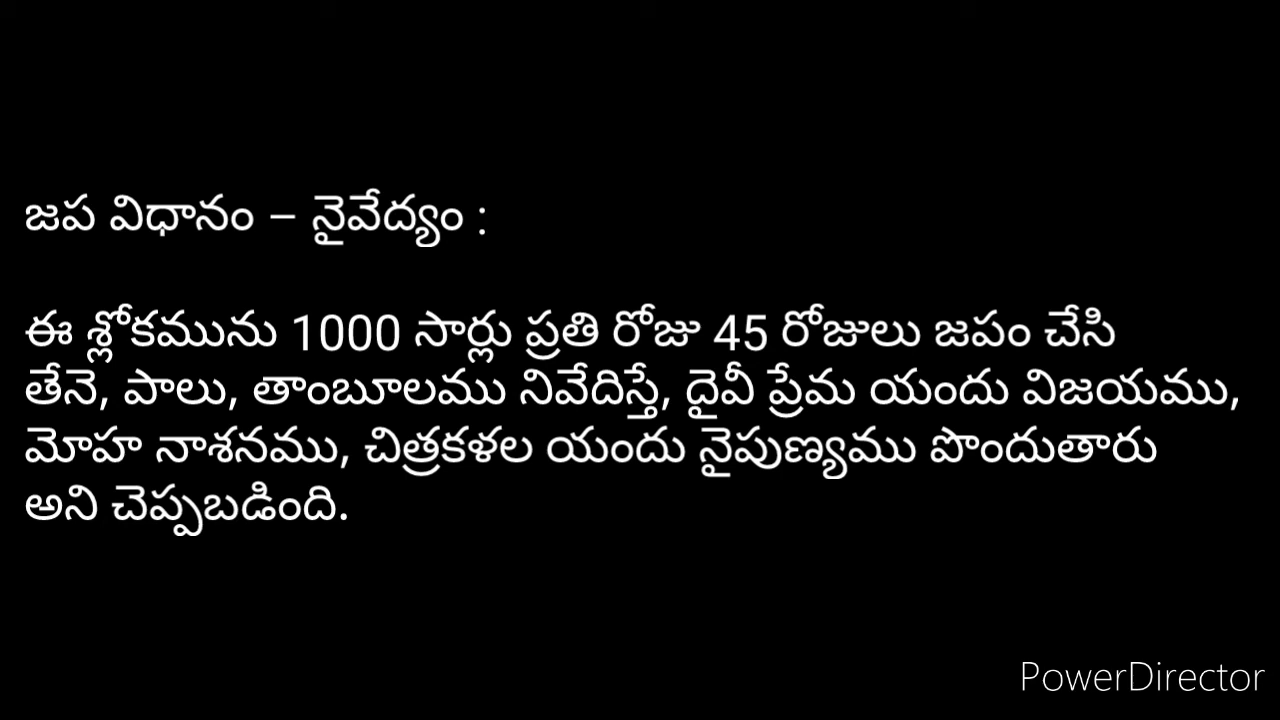 జప విధానం – నైవేద్యం :
ఈ శ్లోకమును 1000 సార్లు ప్రతి రోజు 45 రోజులు జపం చేసి
తేనె, పాలు, తాంబూలము నివేదిస్తే, దైవీ ప్రేమ యందు విజయము,
మోహ నాశనము, చిత్రకళల యందు నైపుణ్యము పొందుతారు
అని చెప్పబడింది.
PowerDirector